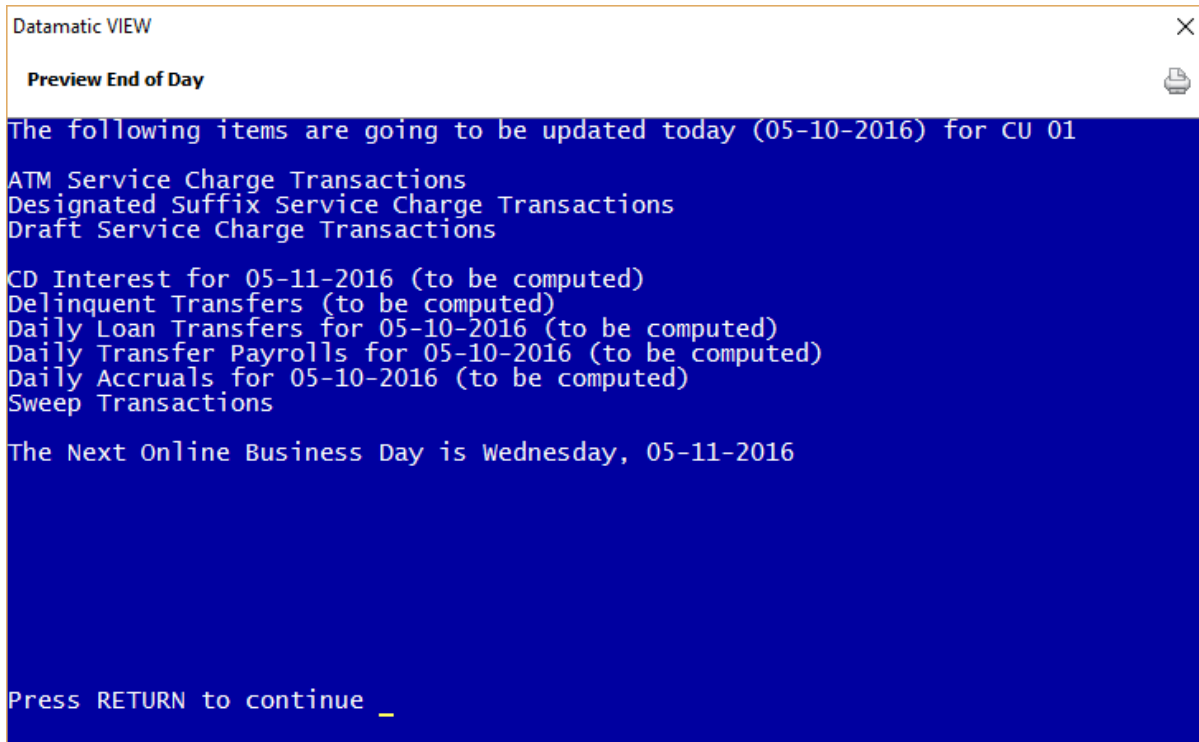 Datamatic VIEW
Preview End of Day
The following items are going to be updated today (05-10-2016) for CU 01
ATM Service Charge Transactions
Designated Suffix Service Charge Transactions
Draft Service Charge Transactions
CD Interest for 05-11-2016 (to be computed)
Delinquent Transfers (to be computed)
Daily Loan Transfers for 05-10-2016 (to be computed)
Daily Transfer Payrolls for 05-10-2016 (to be computed)
Daily Accruals for 05-10-2016 (to be computed)
Sweep Transactions
The Next Online Business Day is Wednesday, 05-11-2016
Press RETURN to continue _